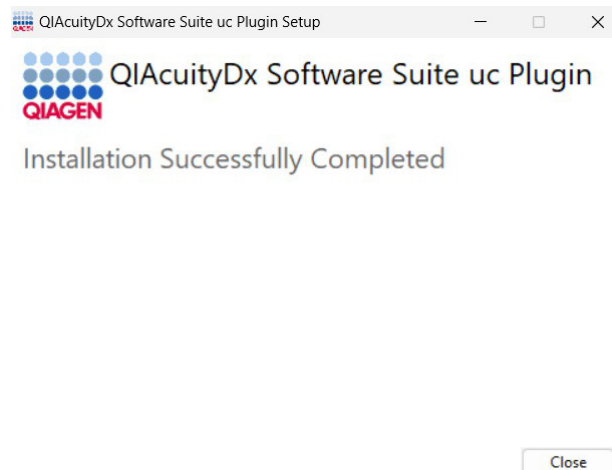 QIAcuityDx Software Suite uc Plugin Setup
QIAcuityDx Software Suite uc Plugin
QIAGEN
Installation Successfully Completed
Close